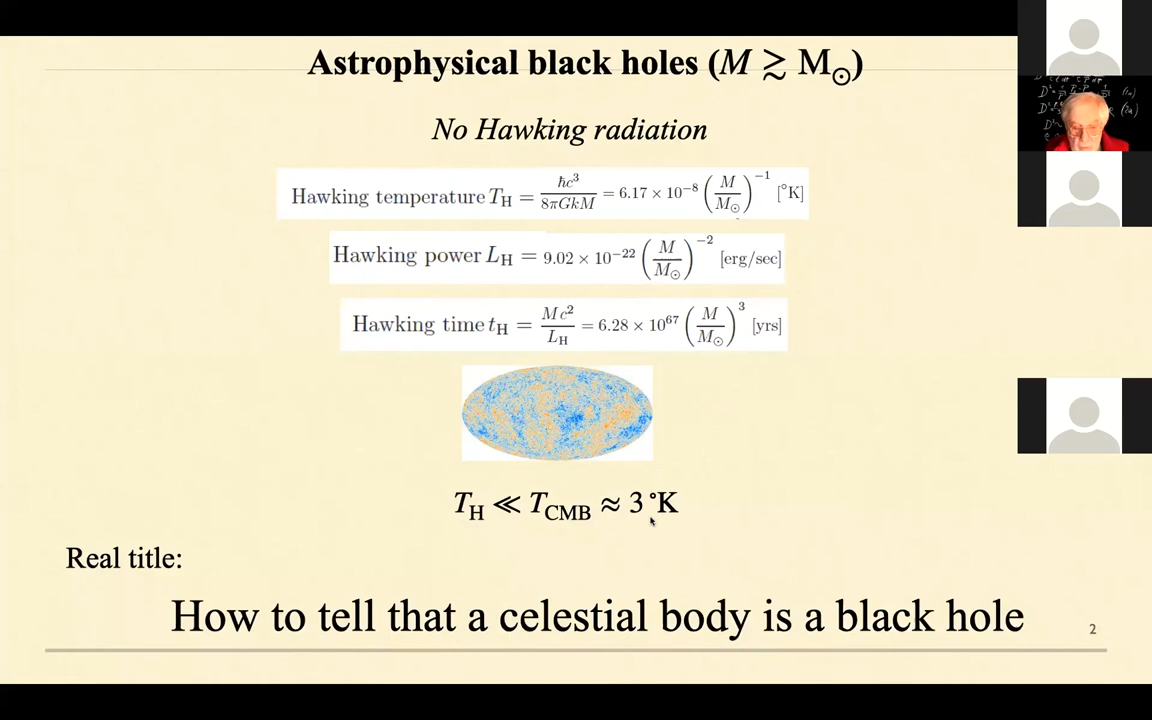 Astrophysical black holes (M ≳ M⊙)
No Hawking radiation
Hawking temperature T_H = ℏc³/8πGkM = 6.17 × 10⁻⁸ (M/M⊙)⁻¹ [°K]
Hawking power L_H = 9.02 × 10⁻²² (M/M⊙)⁻² [erg/sec]
Hawking time t_H = Mc²/L_H = 6.28 × 10⁶⁷ (M/M⊙)³ [yrs]
T_H ≪ T_CMB ≈ 3 °K
Real title:
How to tell that a celestial body is a black hole
2